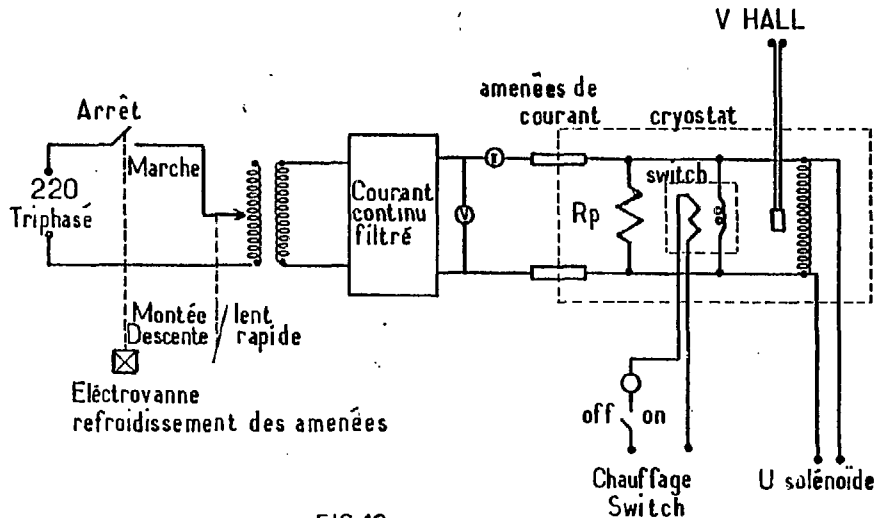 V HALL
Arrêt
amenées de
courant
cryostat
Marche
220
Triphasé
Courant
continu
filtré
I
V
Rp
switch
Montée
Descente
lent
rapide
Eléctrovanne
refroidissement des amenées
off
on
Chauffage
Switch
U solénoïde